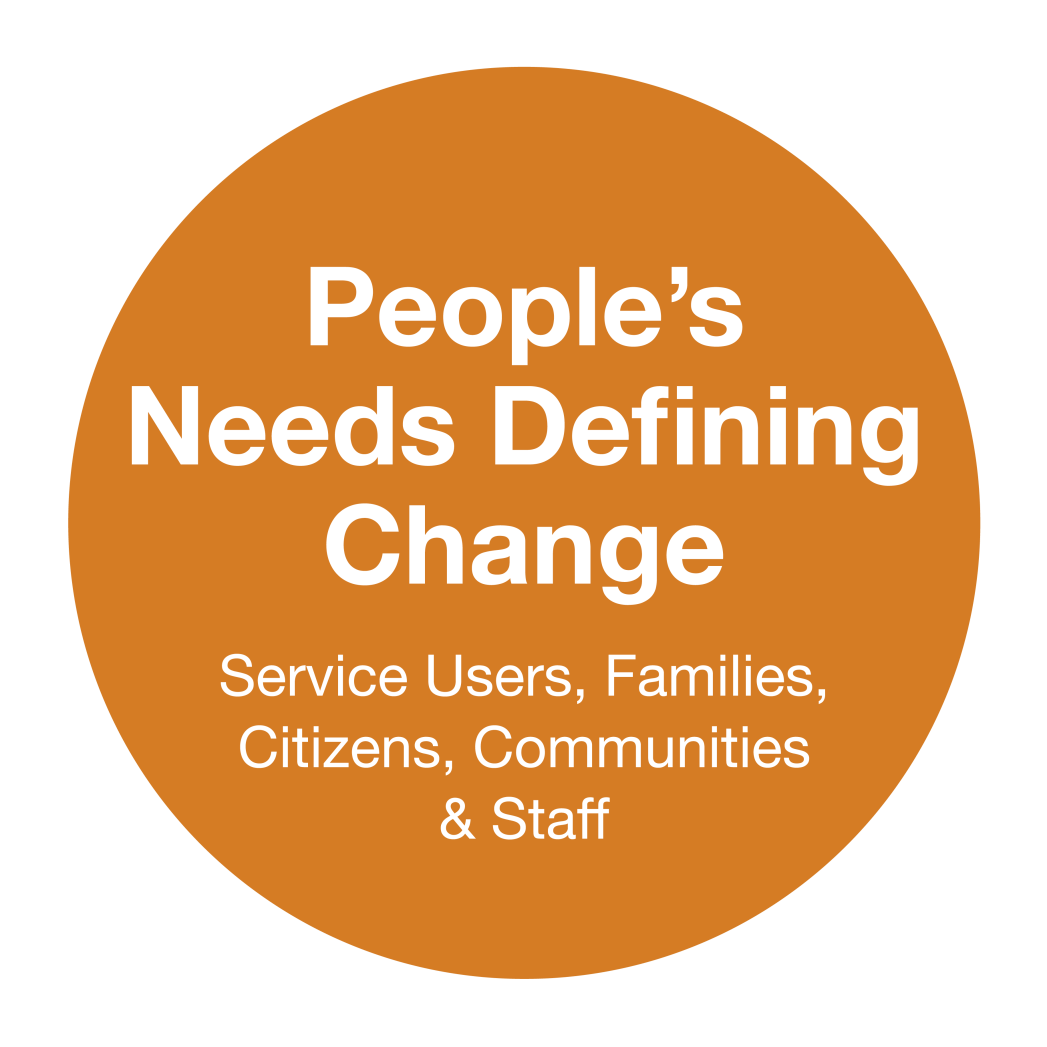 People’s
Needs Defining
Change
Service Users, Families,
Citizens, Communities
& Staff